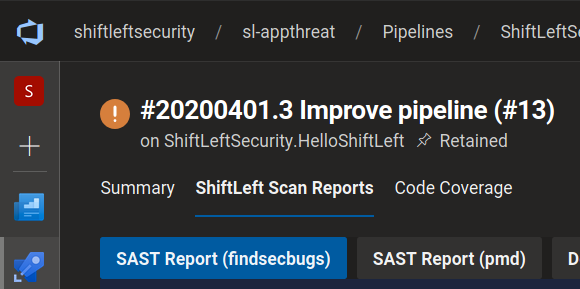 shiftleftsecurity / sl-appthreat / Pipelines / ShiftLeftS
S
! #20200401.3 Improve pipeline (#13)
on ShiftLeftSecurity.HelloShiftLeft Retained
Summary ShiftLeft Scan Reports Code Coverage
SAST Report (findsecbugs) SAST Report (pmd) D